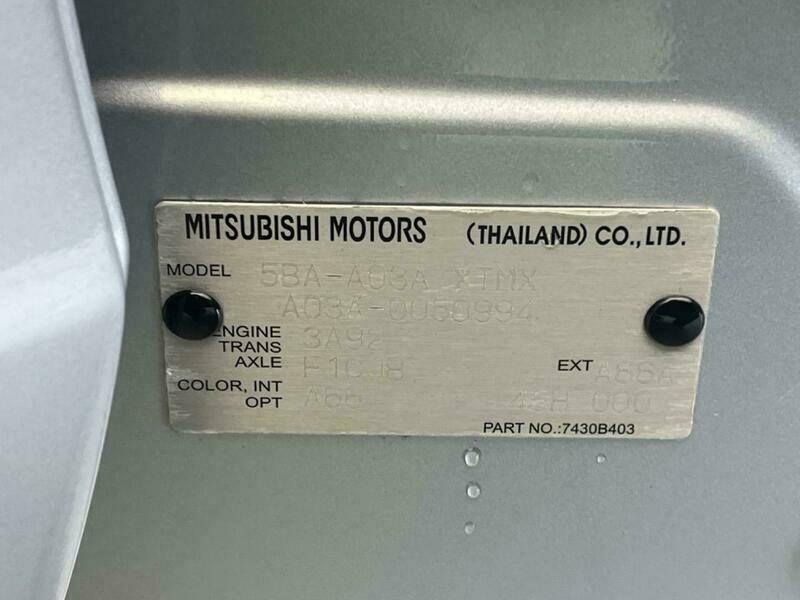 MITSUBISHI MOTORS (THAILAND) CO., LTD.
MODEL 5BA-A03A XTMX
A03A-0050994
ENGINE 3A92
TRANS
AXLE F1CJ8 EXT A66A
COLOR, INT A66 45H 000
OPT
PART NO.:7430B403